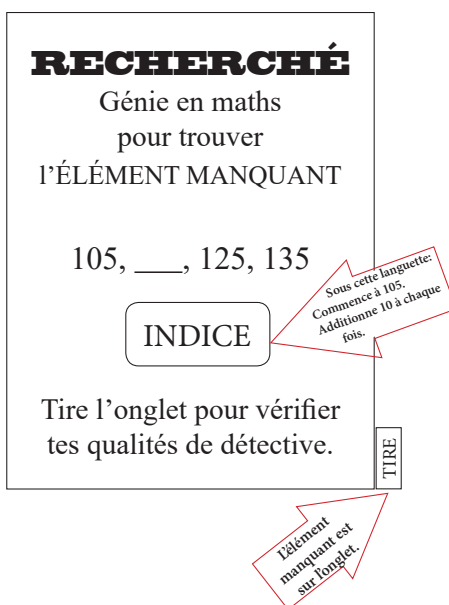 RECHERCHÉ
Génie en maths
pour trouver
l’ÉLÉMENT MANQUANT
105, ___, 125, 135
Sous cette languette:
Commence à 105.
Additionne 10 à chaque
fois.
INDICE
Tire l’onglet pour vérifier
tes qualités de détective.
TIRE
L’élément
manquant est
sur l’onglet.